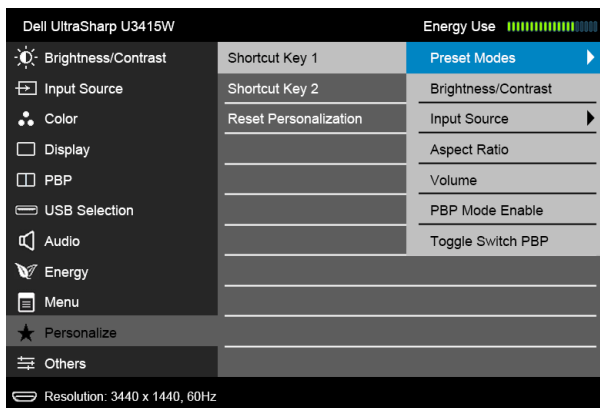 Dell UltraSharp U3415W
Energy Use
Brightness/Contrast
Input Source
Color
Display
PBP
USB Selection
Audio
Energy
Menu
Personalize
Others
Shortcut Key 1
Shortcut Key 2
Reset Personalization
Preset Modes
Brightness/Contrast
Input Source
Aspect Ratio
Volume
PBP Mode Enable
Toggle Switch PBP
Resolution: 3440 x 1440, 60Hz